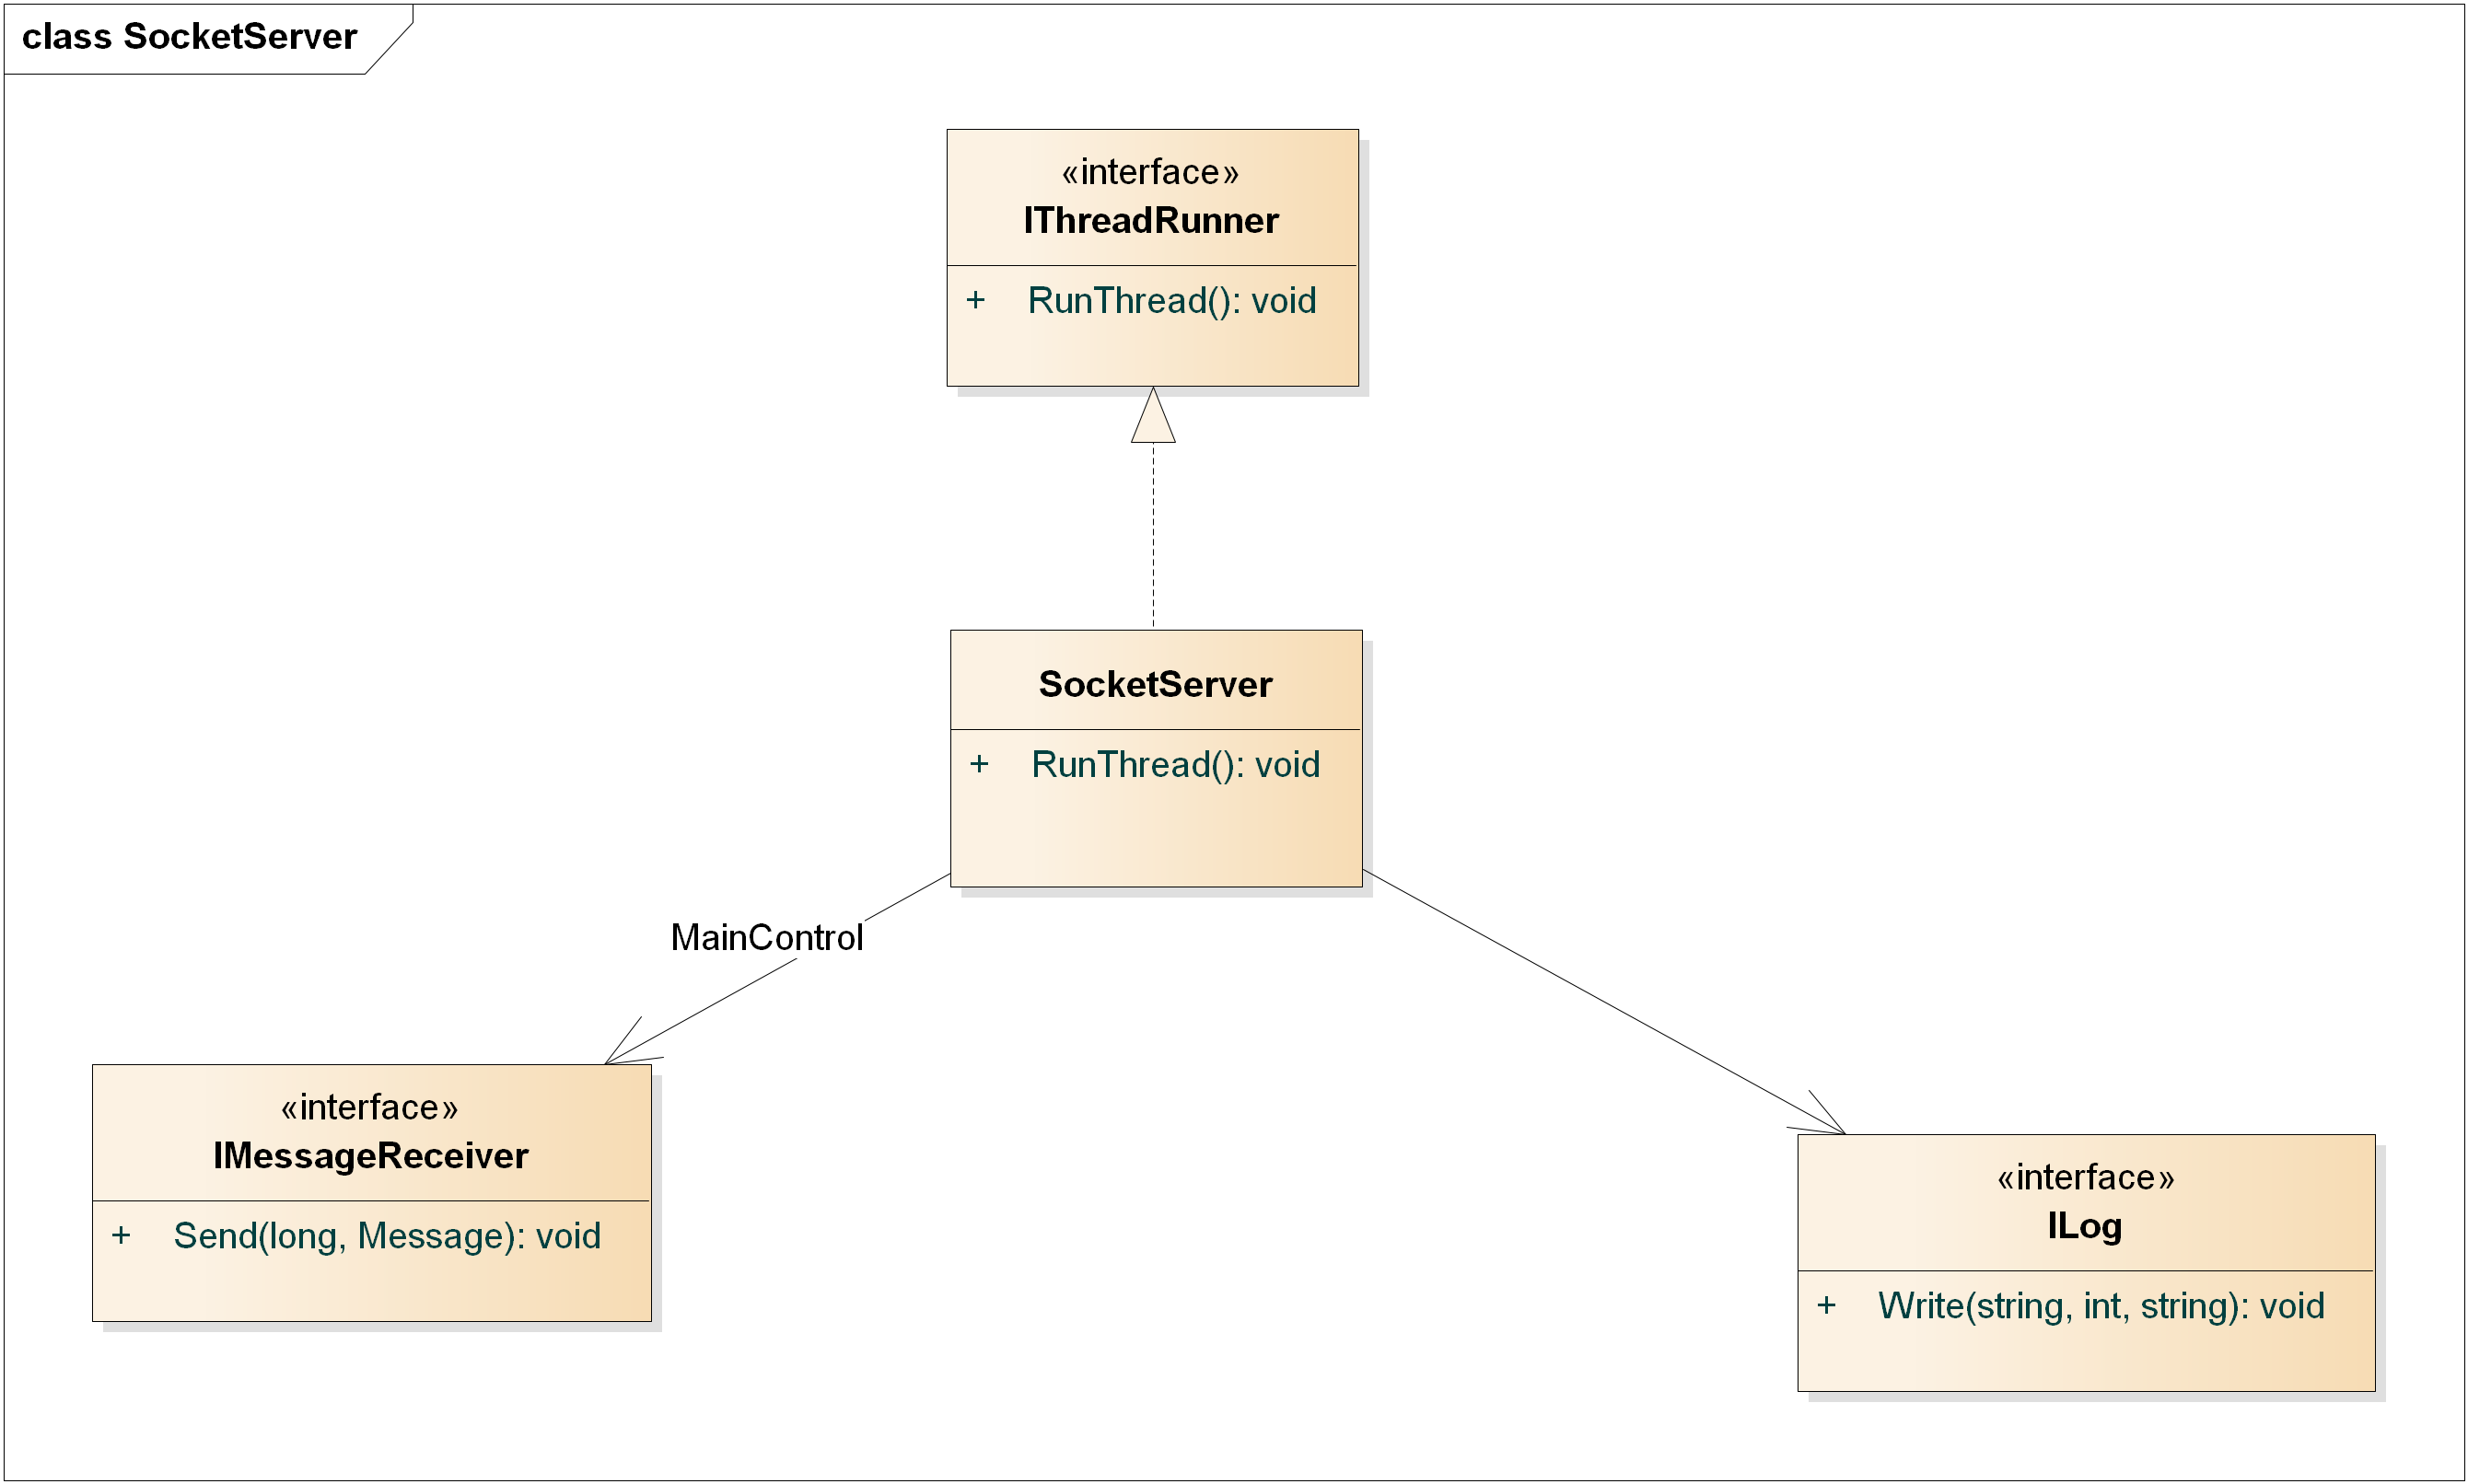 class SocketServer
«interface»
IThreadRunner
+ RunThread(): void
SocketServer
+ RunThread(): void
MainControl
«interface»
IMessageReceiver
+ Send(long, Message): void
«interface»
ILog
+ Write(string, int, string): void